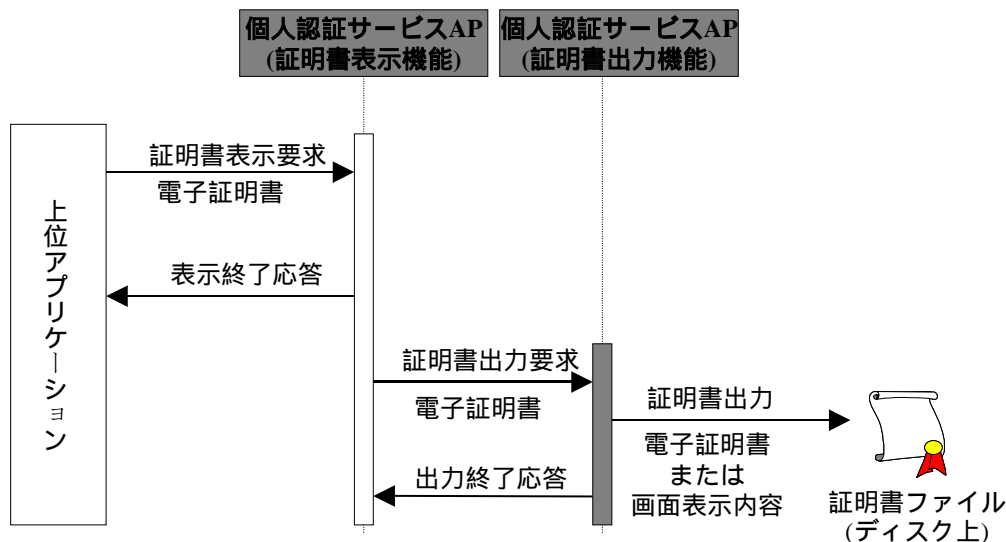 個人認証サービスAP
(証明書表示機能)
個人認証サービスAP
(証明書出力機能)
上位アプリケーション
証明書表示要求
電子証明書
表示終了応答
証明書出力要求
電子証明書
証明書出力
電子証明書
または
画面表示内容
出力終了応答
証明書ファイル
(ディスク上)